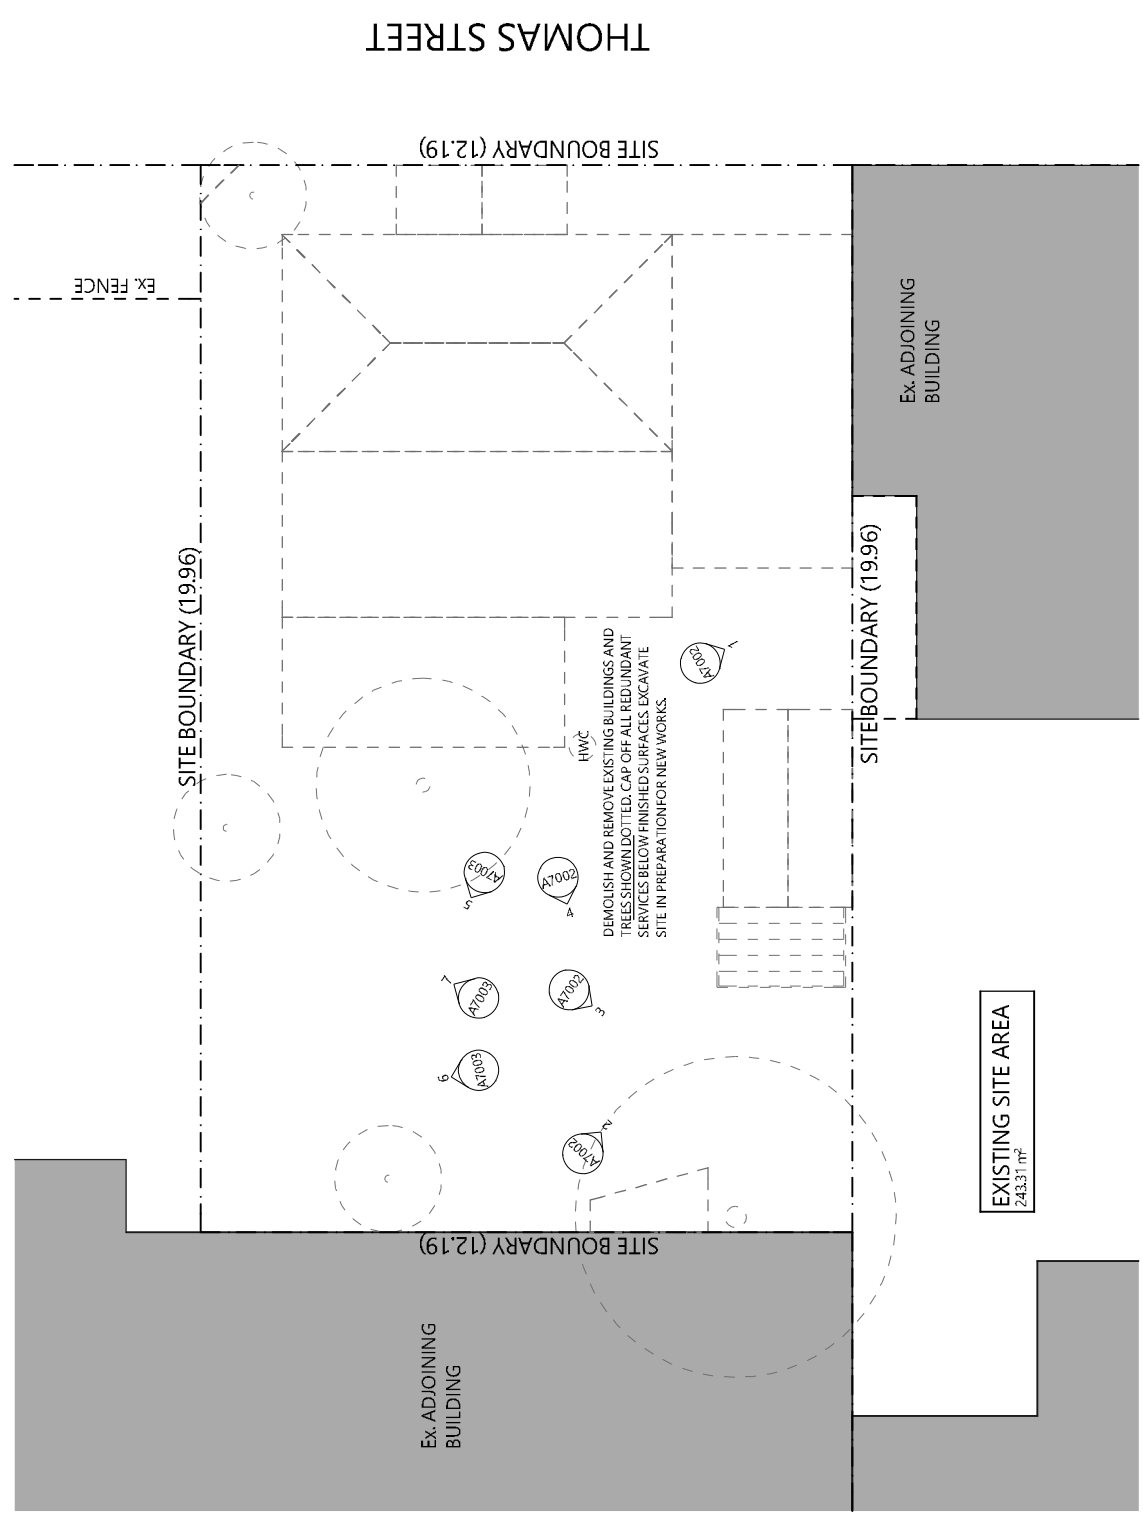 THOMAS STREET
SITE BOUNDARY (12.19)
Ex. FENCE
Ex. ADJOINING
BUILDING
SITE BOUNDARY (19.96)
SITE BOUNDARY (19.96)
DEMOLISH AND REMOVE EXISTING BUILDINGS AND
TREES SHOWN DOTTED. CAP OFF ALL REDUNDANT
SERVICES BELOW FINISHED SURFACES. EXCAVATE
SITE IN PREPARATION FOR NEW WORKS.
HWC
A7002
1
A7003
5
A7002
4
A7003
7
A7002
3
A7003
6
A7002
2
EXISTING SITE AREA
243.31 m²
SITE BOUNDARY (12.19)
Ex. ADJOINING
BUILDING